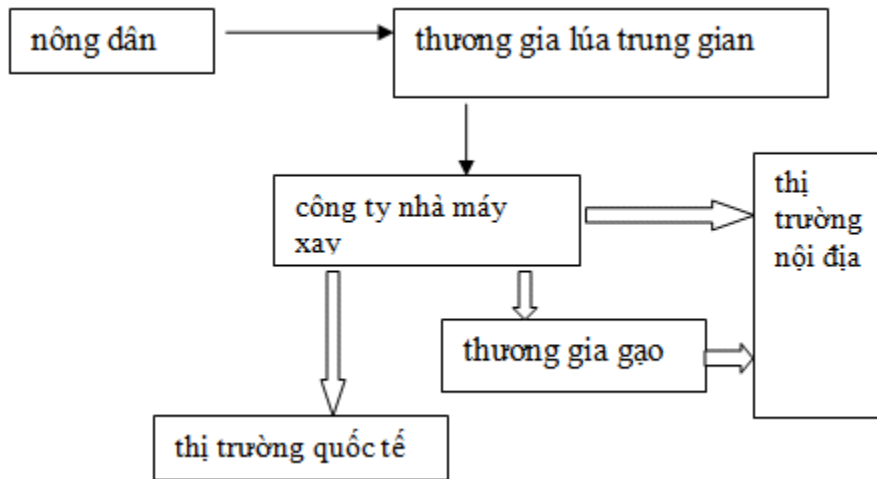 nông dân
thương gia lúa trung gian
công ty nhà máy
xay
thị
trường
nội địa
thương gia gạo
thị trường quốc tế